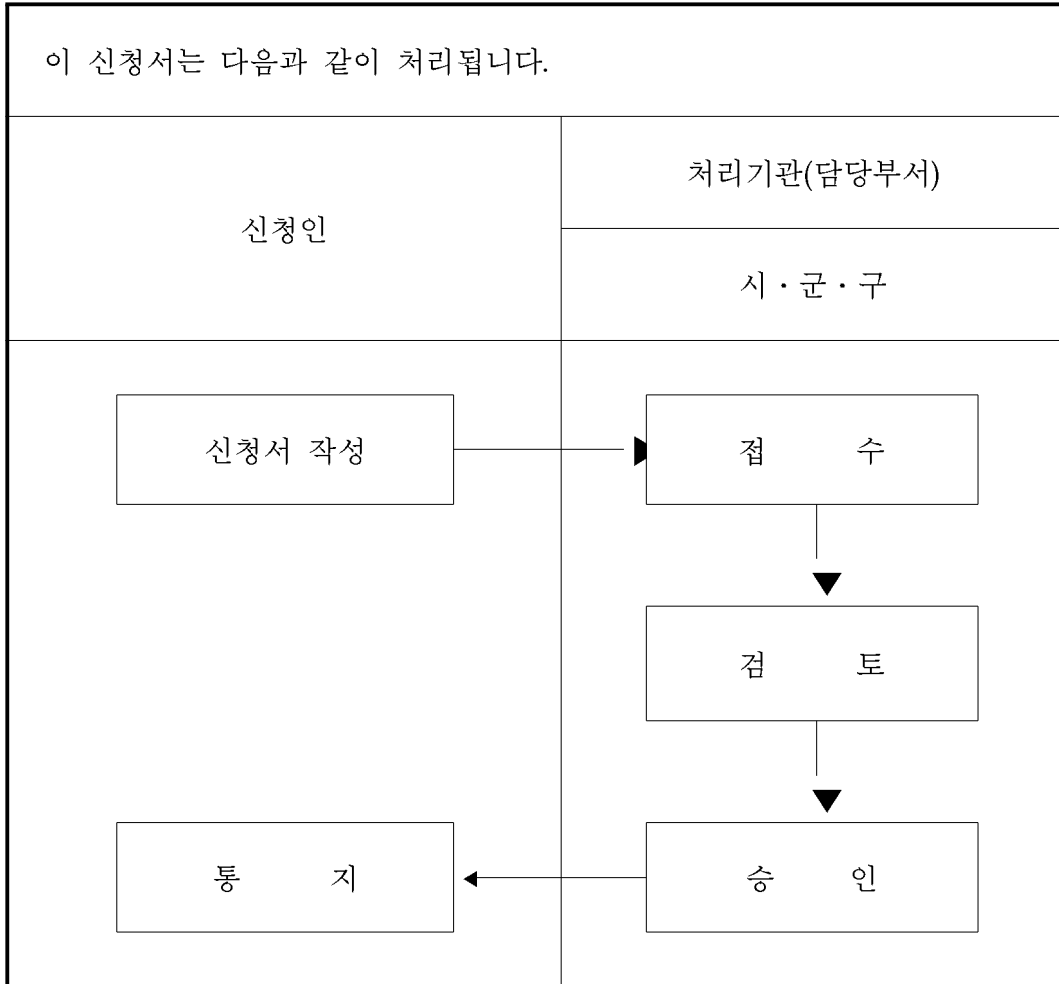 이 신청서는 다음과 같이 처리됩니다.
신청인
처리기관(담당부서)
시·군·구
신청서 작성
접 수
검 토
통 지
승 인